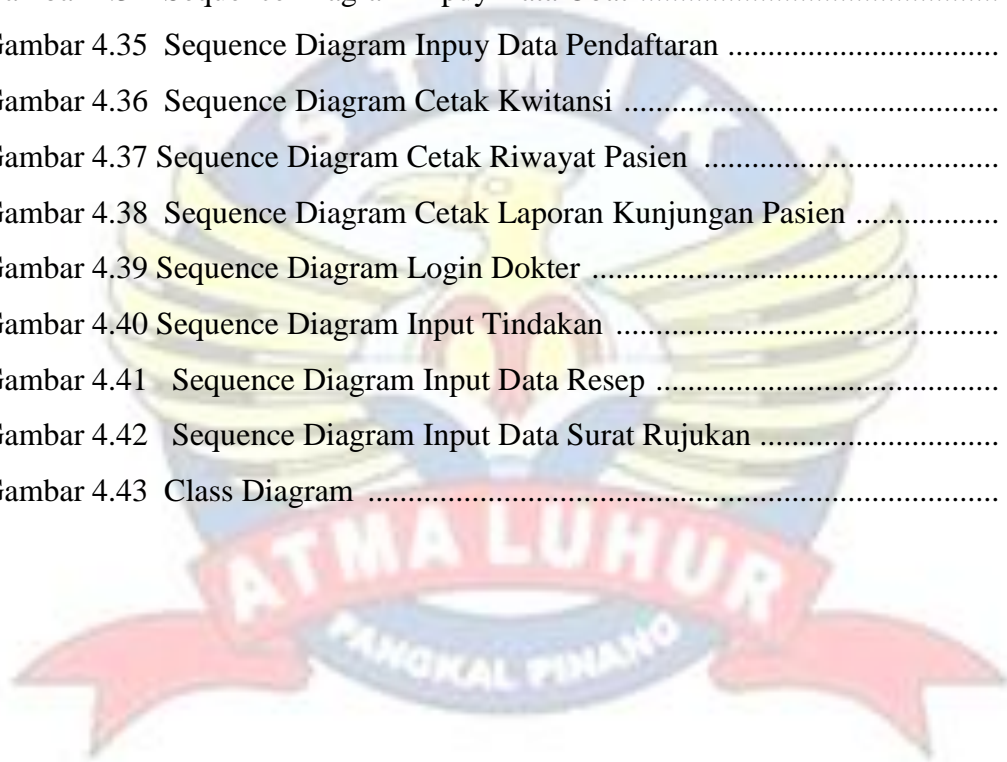 Gambar 4.35 Sequence Diagram Inpuy Data Pendaftaran ..................................
Gambar 4.36 Sequence Diagram Cetak Kwitansi ............................................
Gambar 4.37 Sequence Diagram Cetak Riwayat Pasien .....................................
Gambar 4.38 Sequence Diagram Cetak Laporan Kunjungan Pasien ..................
Gambar 4.39 Sequence Diagram Login Dokter ...................................................
Gambar 4.40 Sequence Diagram Input Tindakan ................................................
Gambar 4.41 Sequence Diagram Input Data Resep ...........................................
Gambar 4.42 Sequence Diagram Input Data Surat Rujukan ..............................
Gambar 4.43 Class Diagram ...............................................................................
STMIK
ATMA LUHUR
PANGKAL PINANG